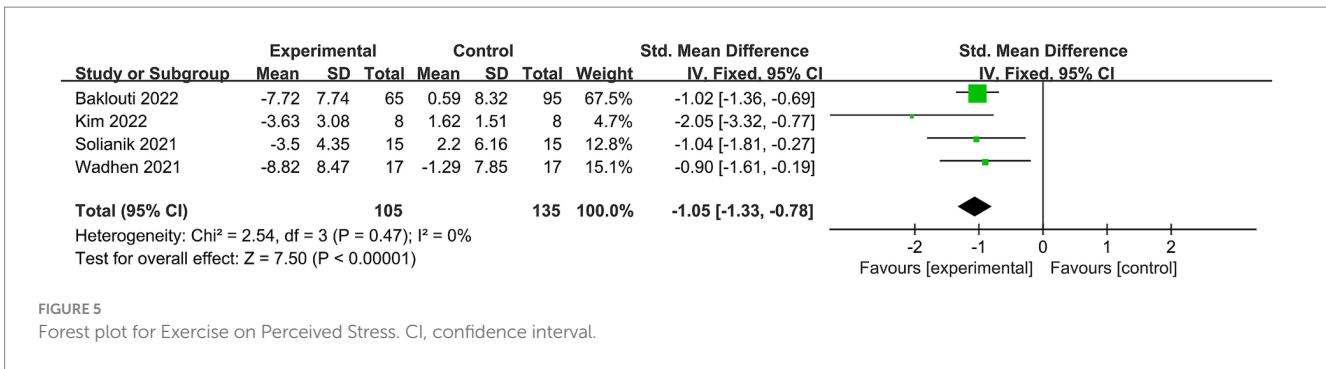 Experimental Control Std. Mean Difference Std. Mean Difference
Study or Subgroup Mean SD Total Mean SD Total Weight IV, Fixed, 95% CI IV, Fixed, 95% CI
Baklouti 2022 -7.72 7.74 65 0.59 8.32 95 67.5% -1.02 [-1.36, -0.69]
Kim 2022 -3.63 3.08 8 1.62 1.51 8 4.7% -2.05 [-3.32, -0.77]
Solianik 2021 -3.5 4.35 15 2.2 6.16 15 12.8% -1.04 [-1.81, -0.27]
Wadhen 2021 -8.82 8.47 17 -1.29 7.85 17 15.1% -0.90 [-1.61, -0.19]
Total (95% CI) 105 135 100.0% -1.05 [-1.33, -0.78]
Heterogeneity: Chi² = 2.54, df = 3 (P = 0.47); I² = 0%
Test for overall effect: Z = 7.50 (P < 0.00001)
-2 -1 0 1 2
Favours [experimental] Favours [control]
FIGURE 5
Forest plot for Exercise on Perceived Stress. CI, confidence interval.